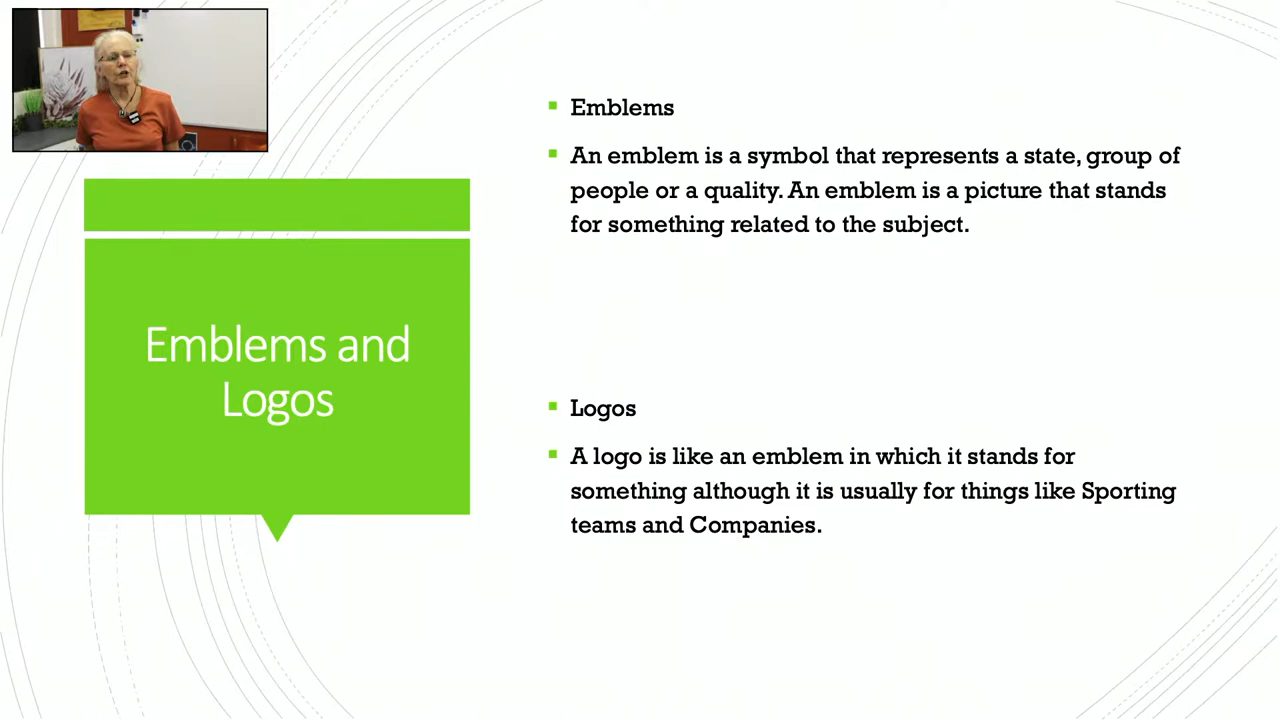 Emblems and
Logos
Emblems
An emblem is a symbol that represents a state, group of
people or a quality. An emblem is a picture that stands
for something related to the subject.
Logos
A logo is like an emblem in which it stands for
something although it is usually for things like Sporting
teams and Companies.